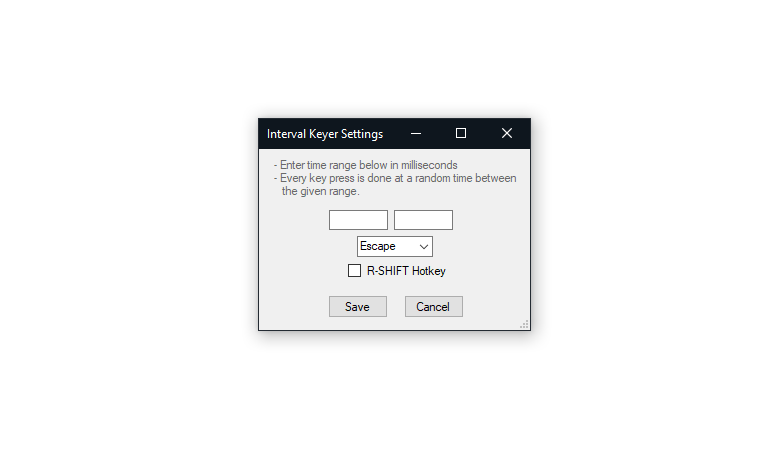 Interval Keyer Settings
- Enter time range below in milliseconds
- Every key press is done at a random time between
the given range.
Escape
R-SHIFT Hotkey
Save Cancel